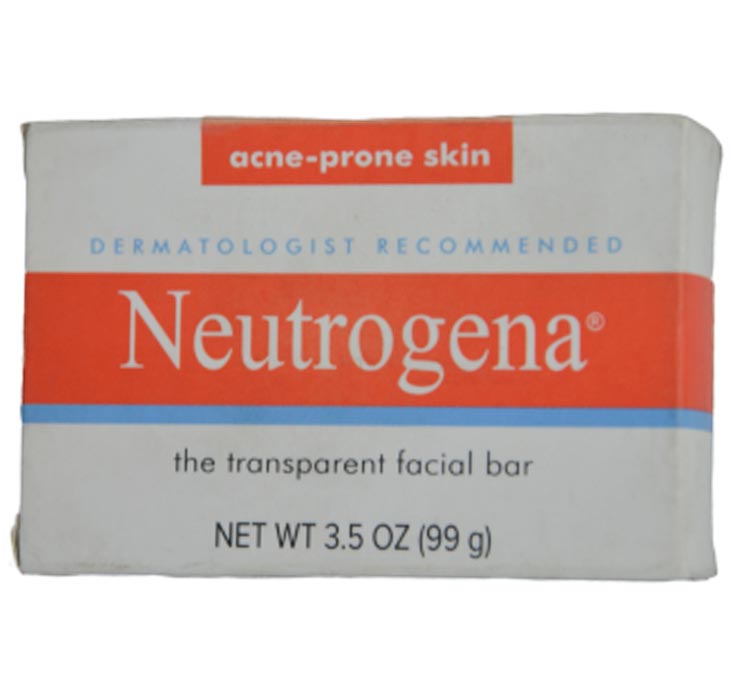 acne-prone skin
DERMATOLOGIST RECOMMENDED
Neutrogena®
the transparent facial bar
NET WT 3.5 OZ (99 g)